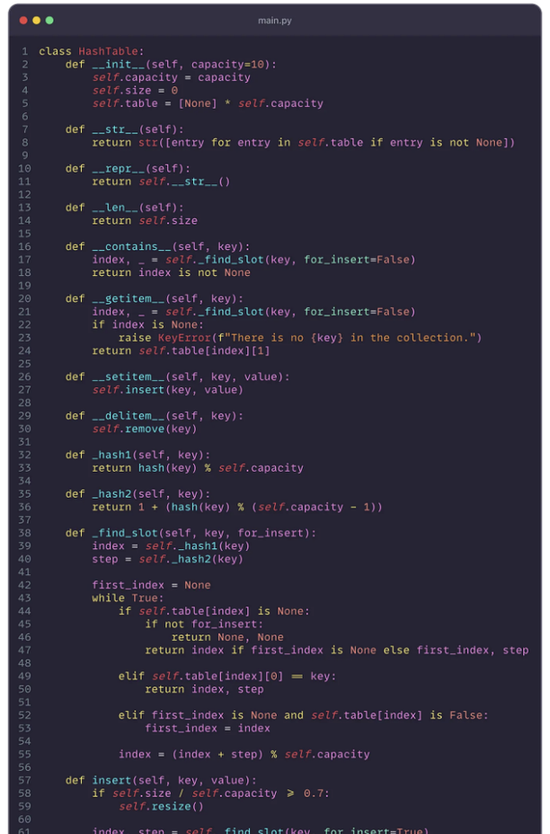 main.py
1 class HashTable:
2     def __init__(self, capacity=10):
3         self.capacity = capacity
4         self.size = 0
5         self.table = [None] * self.capacity
6
7     def __str__(self):
8         return str([entry for entry in self.table if entry is not None])
9
10     def __repr__(self):
11         return self.__str__()
12
13     def __len__(self):
14         return self.size
15
16     def __contains__(self, key):
17         index, _ = self._find_slot(key, for_insert=False)
18         return index is not None
19
20     def __getitem__(self, key):
21         index, _ = self._find_slot(key, for_insert=False)
22         if index is None:
23             raise KeyError(f"There is no {key} in the collection.")
24         return self.table[index][1]
25
26     def __setitem__(self, key, value):
27         self.insert(key, value)
28
29     def __delitem__(self, key):
30         self.remove(key)
31
32     def _hash1(self, key):
33         return hash(key) % self.capacity
34
35     def _hash2(self, key):
36         return 1 + (hash(key) % (self.capacity - 1))
37
38     def _find_slot(self, key, for_insert):
39         index = self._hash1(key)
40         step = self._hash2(key)
41
42         first_index = None
43         while True:
44             if self.table[index] is None:
45                 if not for_insert:
46                     return None, None
47                 return index if first_index is None else first_index, step
48
49             elif self.table[index][0] == key:
50                 return index, step
51
52             elif first_index is None and self.table[index] is False:
53                 first_index = index
54
55             index = (index + step) % self.capacity
56
57     def insert(self, key, value):
58         if self.size / self.capacity ⩾ 0.7:
59             self.resize()
60
61         index, step = self._find_slot(key, for_insert=True)